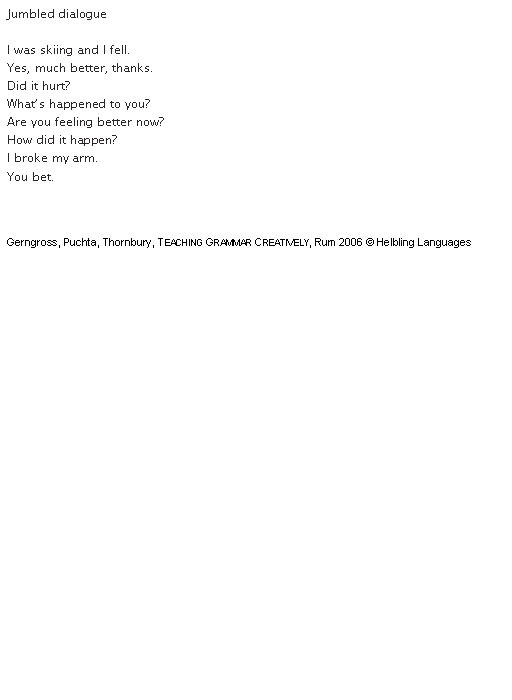 Jumbled dialogue
I was skiing and I fell.
Yes, much better, thanks.
Did it hurt?
What's happened to you?
Are you feeling better now?
How did it happen?
I broke my arm.
You bet.
Gerngross, Puchta, Thornbury, TEACHING GRAMMAR CREATIVELY, Rum 2006 © Helbling Languages